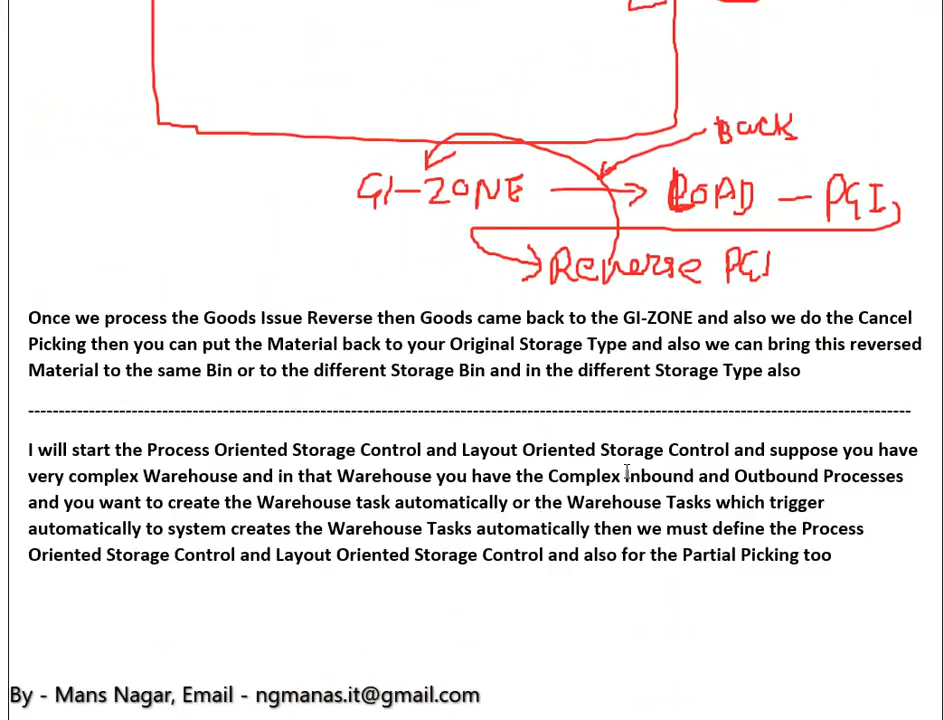 Back
GI-ZONE → LOAD - PGI,
→ Reverse PGI
Once we process the Goods Issue Reverse then Goods came back to the GI-ZONE and also we do the Cancel
Picking then you can put the Material back to your Original Storage Type and also we can bring this reversed
Material to the same Bin or to the different Storage Bin and in the different Storage Type also
--------------------------------------------------------------------------------------------------------------------------------------------------
I will start the Process Oriented Storage Control and Layout Oriented Storage Control and suppose you have
very complex Warehouse and in that Warehouse you have the Complex Inbound and Outbound Processes
and you want to create the Warehouse task automatically or the Warehouse Tasks which trigger
automatically to system creates the Warehouse Tasks automatically then we must define the Process
Oriented Storage Control and Layout Oriented Storage Control and also for the Partial Picking too
By - Mans Nagar, Email - ngmanas.it@gmail.com